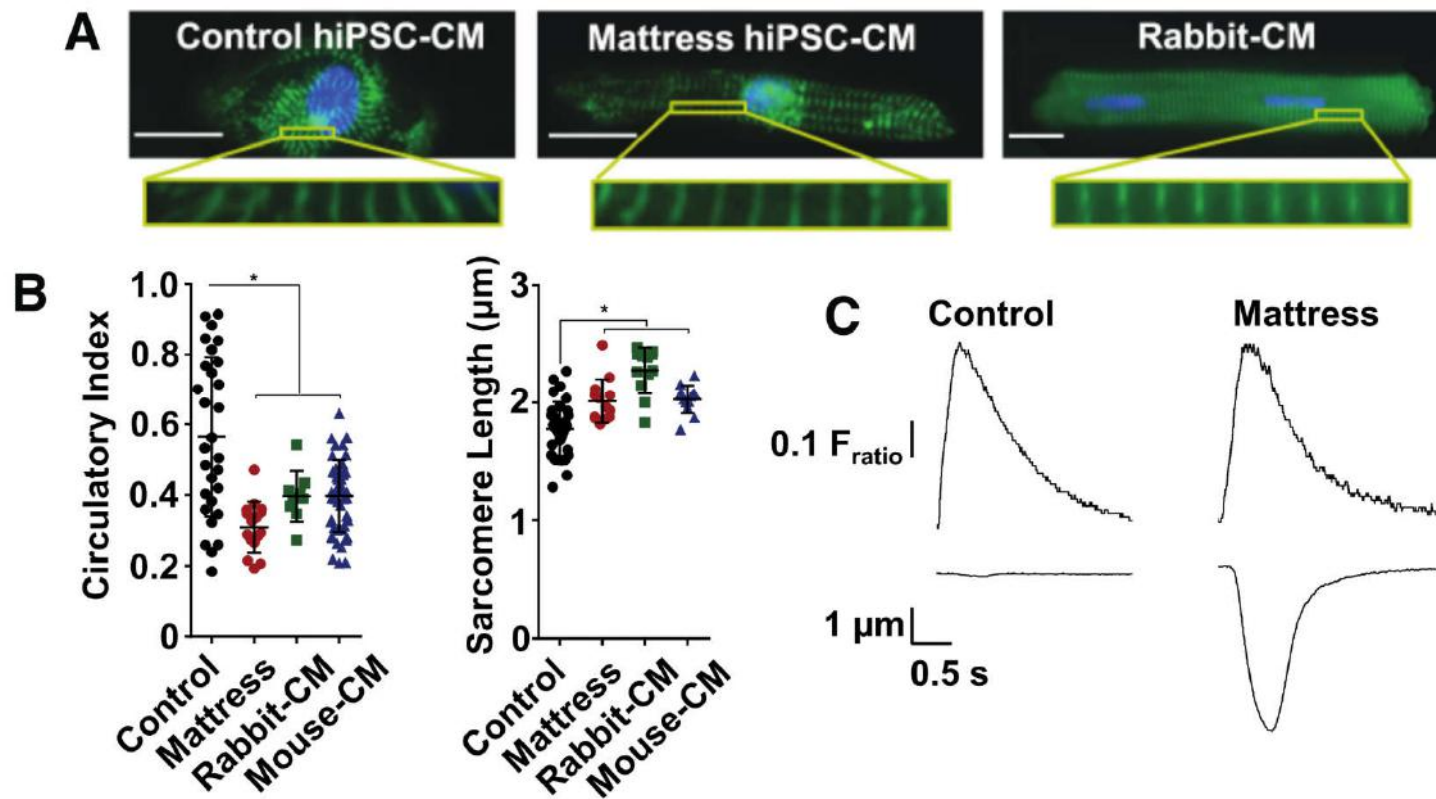 A
Control hiPSC-CM
Mattress hiPSC-CM
Rabbit-CM
B
Circulatory Index
1.0
0.8
0.6
0.4
0.2
0
*
Control
Mattress
Rabbit-CM
Mouse-CM
Sarcomere Length (µm)
3
2
1
0
*
Control
Mattress
Rabbit-CM
Mouse-CM
C
Control
Mattress
0.1 Fratio
1 µm
0.5 s